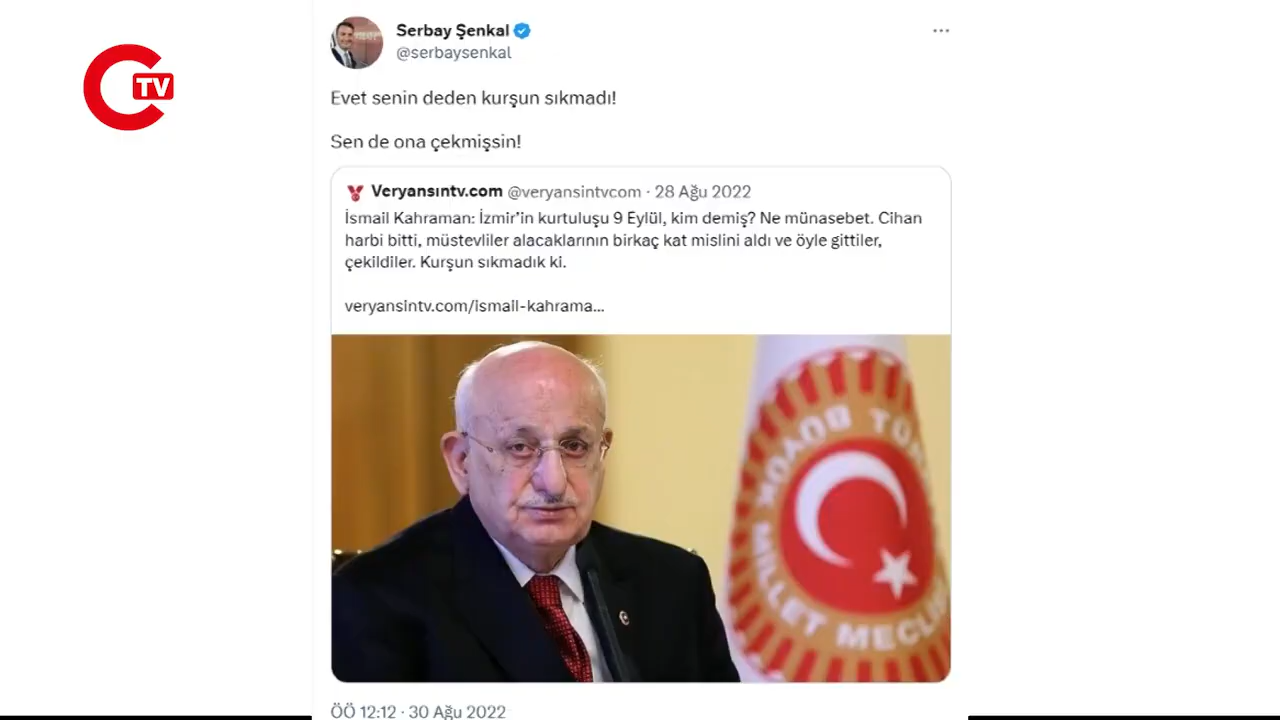 TV
Serbay Şenkal
@serbaysenkal
Evet senin deden kurşun sıkmadı!
Sen de ona çekmişsin!
Veryansıntv.com @veryansintvcom · 28 Ağu 2022
İsmail Kahraman: İzmir'in kurtuluşu 9 Eylül, kim demiş? Ne münasebet. Cihan
harbi bitti, müstevliler alacaklarının birkaç kat mislini aldı ve öyle gittiler,
çekildiler. Kurşun sıkmadık ki.
veryansintv.com/ismail-kahrama...
BÜYÜK MİLLET MECLİS
ÖÖ 12:12 · 30 Ağu 2022